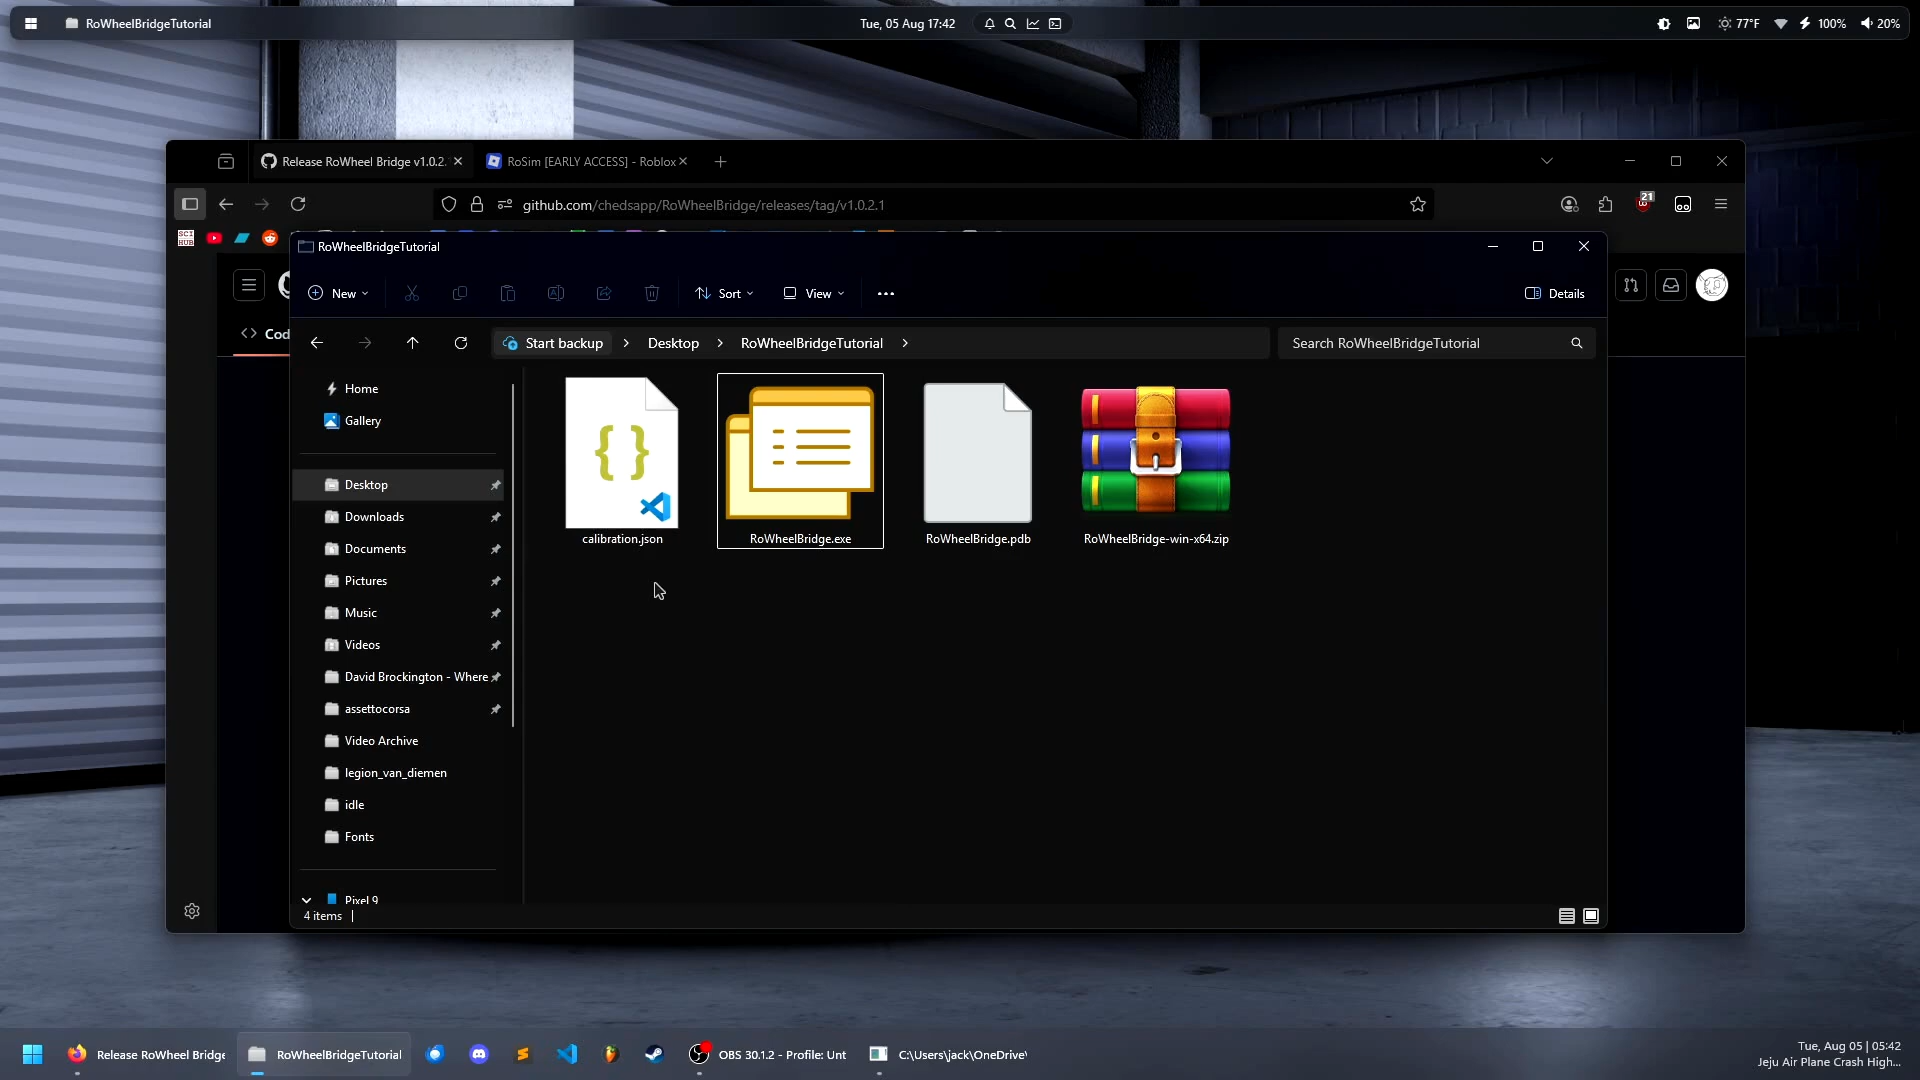 RoWheelBridgeTutorial
Tue, 05 Aug 17:42
77°F
100%
20%
Release RoWheel Bridge v1.0.2.
RoSim [EARLY ACCESS] - Roblox
github.com/chedsapp/RoWheelBridge/releases/tag/v1.0.2.1
21
SCI
HUB
RoWheelBridgeTutorial
New
Sort
View
Details
Cod
Start backup
Desktop
RoWheelBridgeTutorial
Search RoWheelBridgeTutorial
Home
Gallery
Desktop
Downloads
Documents
Pictures
Music
Videos
David Brockington - Where
assettocorsa
Video Archive
legion_van_diemen
idle
Fonts
Pixel 9
calibration.json
RoWheelBridge.exe
RoWheelBridge.pdb
RoWheelBridge-win-x64.zip
4 items
Release RoWheel Bridge
RoWheelBridgeTutorial
OBS 30.1.2 - Profile: Unt
C:\Users\jack\OneDrive\
Tue, Aug 05 | 05:42
Jeju Air Plane Crash High...